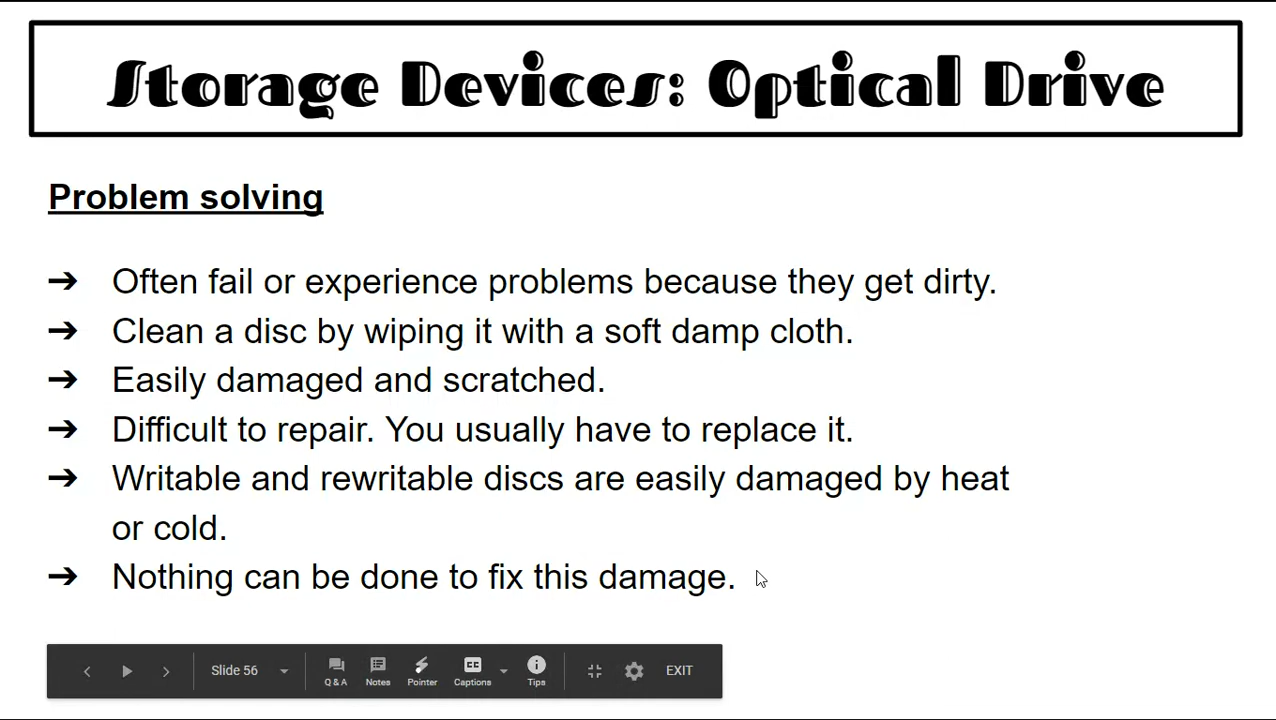 Storage Devices: Optical Drive
Problem solving
➔ Often fail or experience problems because they get dirty.
➔ Clean a disc by wiping it with a soft damp cloth.
➔ Easily damaged and scratched.
➔ Difficult to repair. You usually have to replace it.
➔ Writable and rewritable discs are easily damaged by heat
or cold.
➔ Nothing can be done to fix this damage.
Slide 56 Q & A Notes Pointer CC Captions Tips EXIT